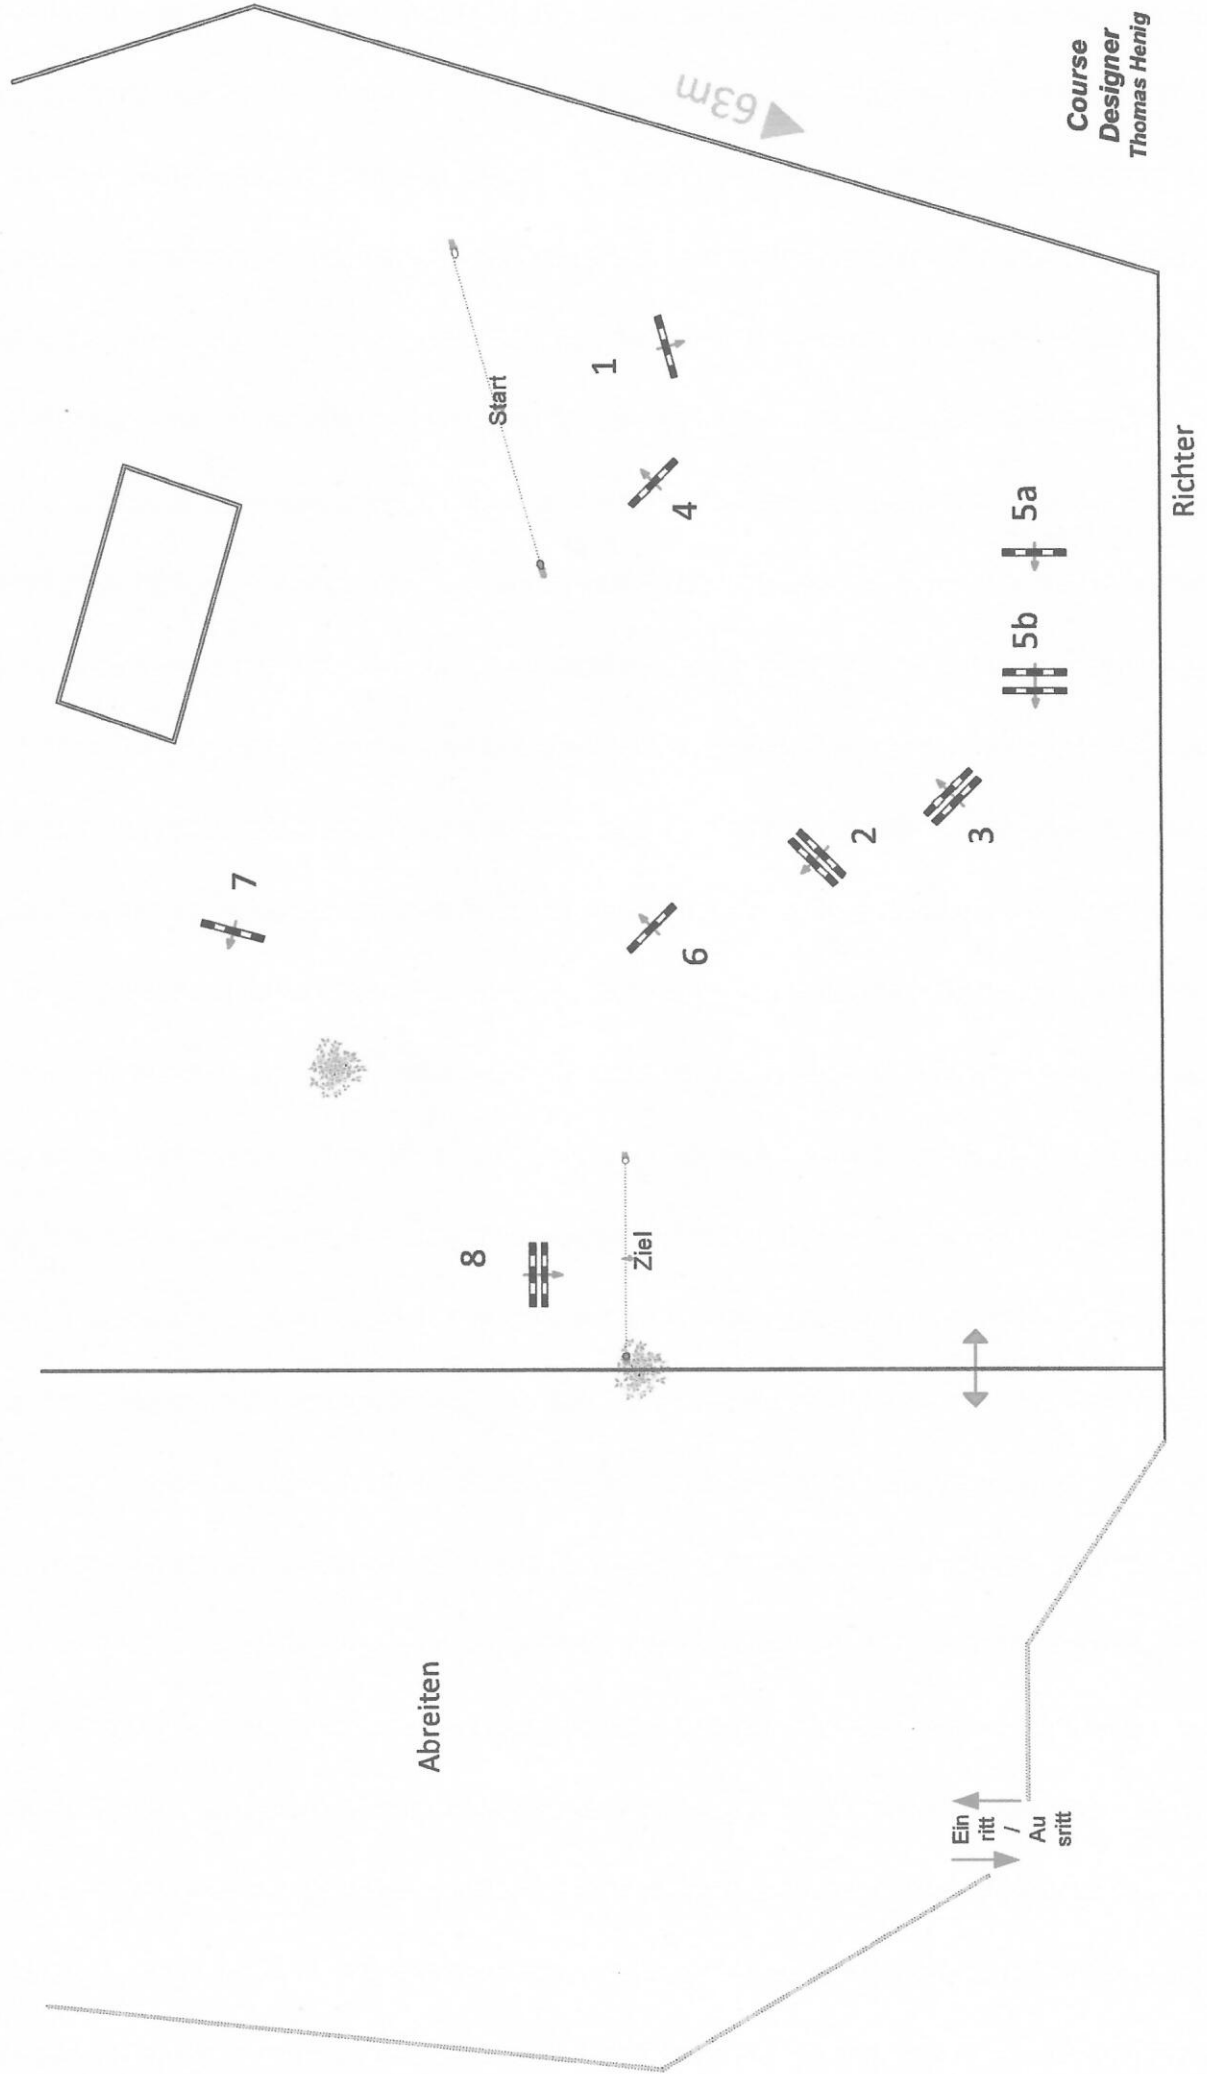 63m
Course
Designer
Thomas Henig
Start
1
4
5a
5b
Richter
7
2
3
6
8
Ziel
Abreiten
Ein
ritt
/
Au
sritt